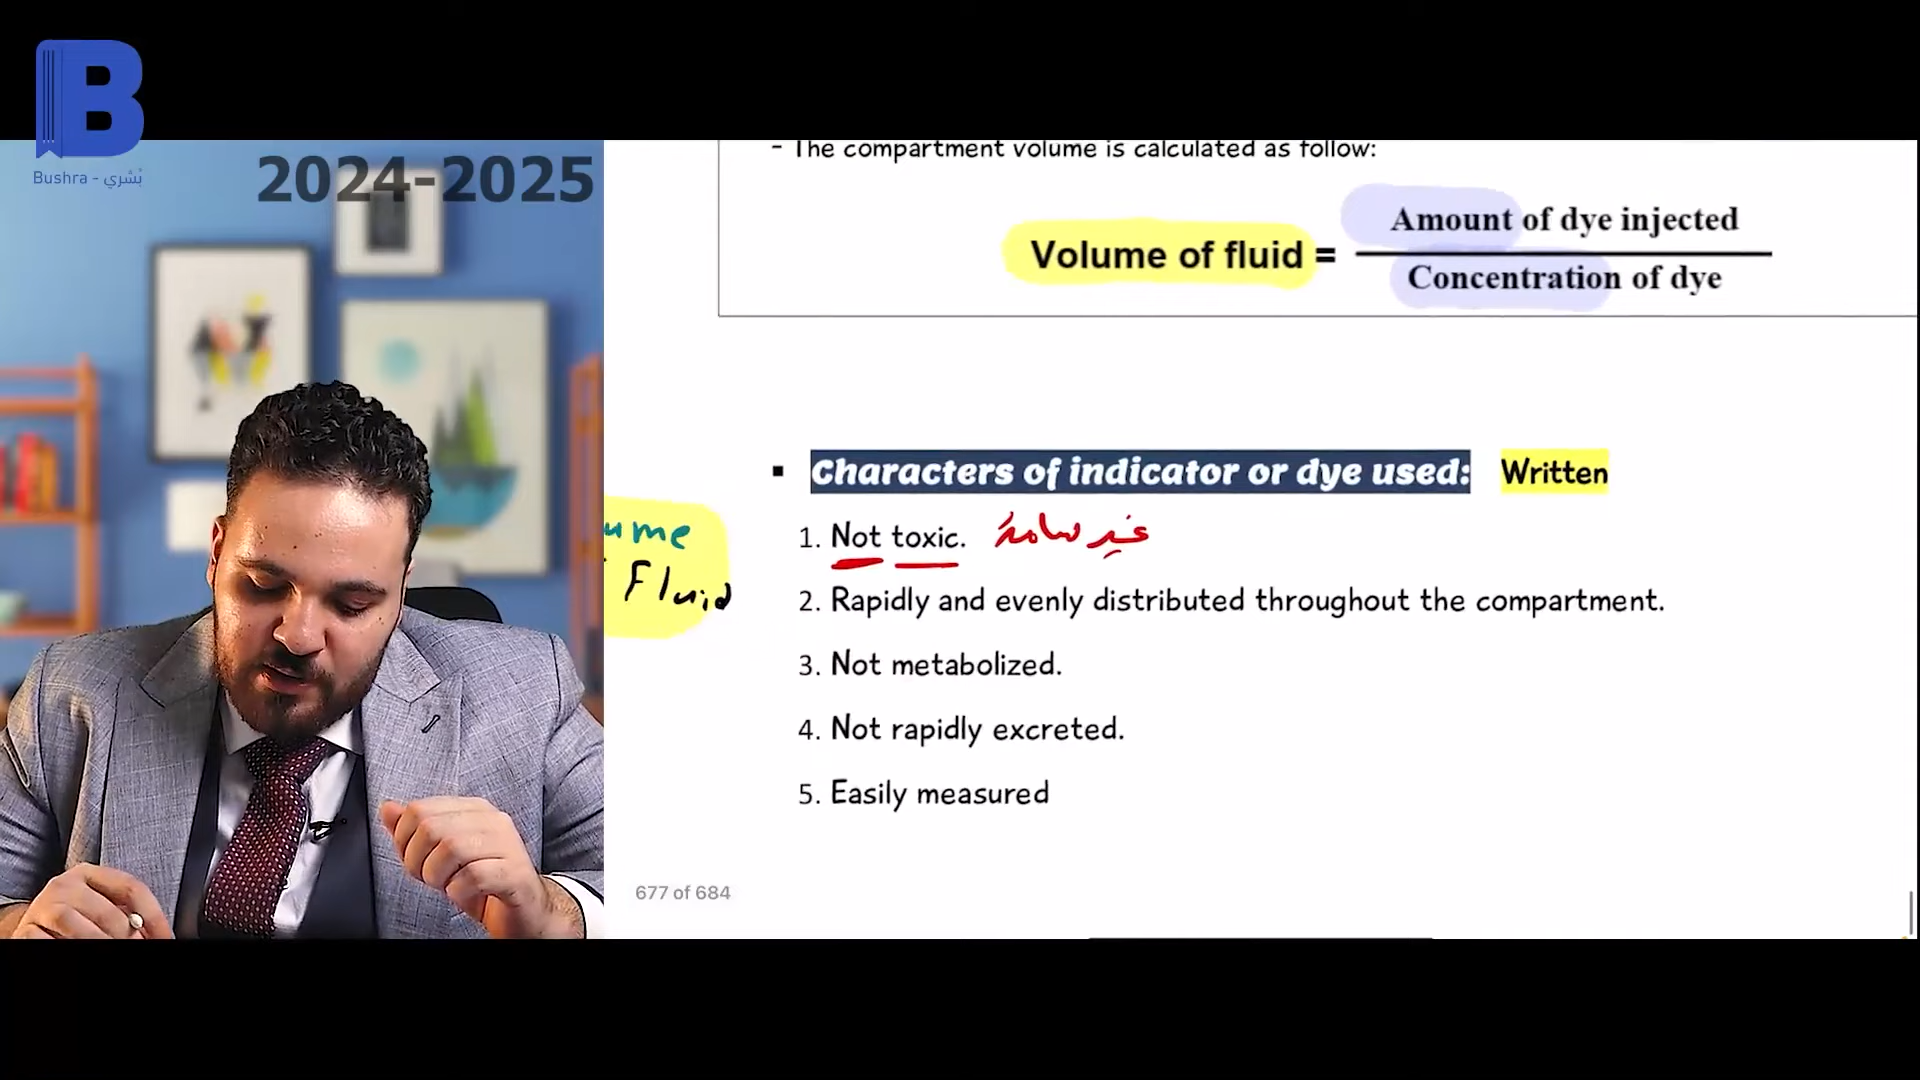 B
Bushra - بُشري
2024-2025
- The compartment volume is calculated as follow:
Volume of fluid = Amount of dye injected
Concentration of dye
▪ Characters of indicator or dye used: Written
1. Not toxic. غير سامة
2. Rapidly and evenly distributed throughout the compartment.
ume
Fluid
3. Not metabolized.
4. Not rapidly excreted.
5. Easily measured
677 of 684